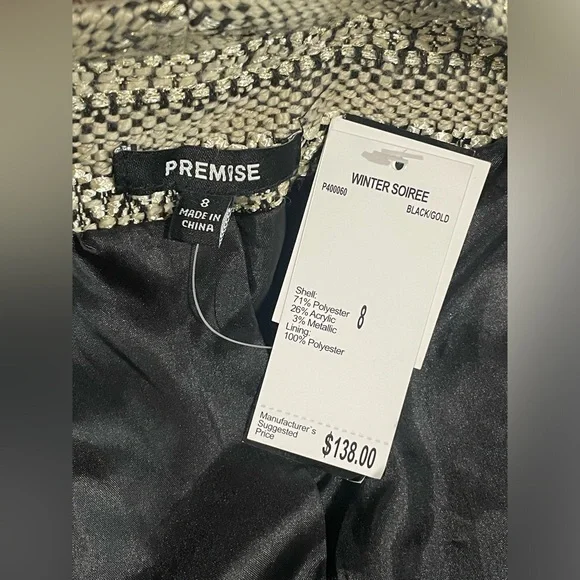 PREMISE
8
MADE IN
CHINA
WINTER SOIREE
P400060
BLACK/GOLD
Shell:
71% Polyester
26% Acrylic
3% Metallic
Lining:
100% Polyester
8
Manufacturer's
Suggested
Price
$138.00